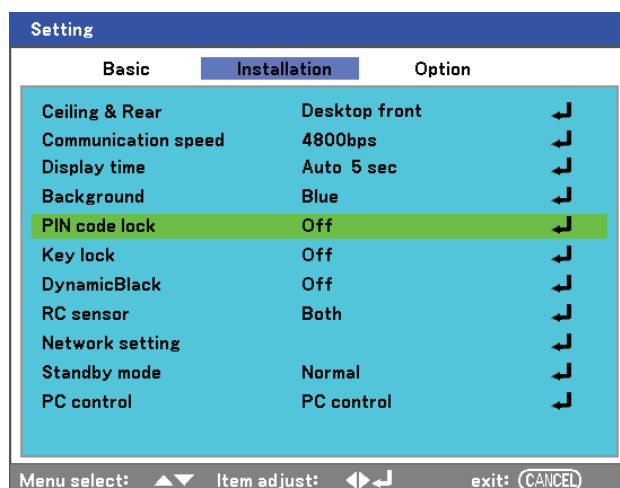 Setting
Basic Installation Option
Ceiling & Rear Desktop front
Communication speed 4800bps
Display time Auto 5 sec
Background Blue
PIN code lock Off
Key lock Off
DynamicBlack Off
RC sensor Both
Network setting
Standby mode Normal
PC control PC control
Menu select: ▲▼ Item adjust: ◀▶↵ exit: (CANCEL)